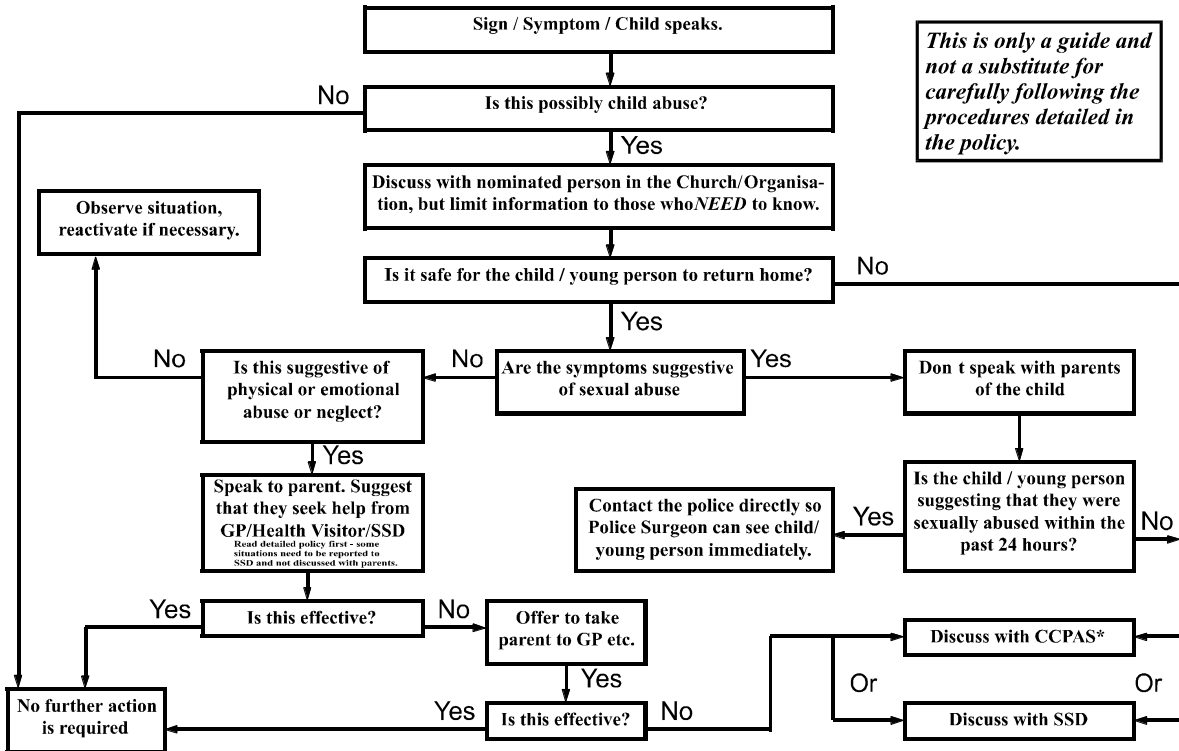 Sign / Symptom / Child speaks.
This is only a guide and
not a substitute for
carefully following the
procedures detailed in
the policy.
No
Is this possibly child abuse?
Yes
Discuss with nominated person in the Church/Organisa-
tion, but limit information to those whoNEED to know.
Observe situation,
reactivate if necessary.
Is it safe for the child / young person to return home?
No
Yes
No
Is this suggestive of
physical or emotional
abuse or neglect?
No
Are the symptoms suggestive
of sexual abuse
Yes
Don t speak with parents
of the child
Yes
Speak to parent. Suggest
that they seek help from
GP/Health Visitor/SSD
Read detailed policy first - some
situations need to be reported to
SSD and not discussed with parents.
Contact the police directly so
Police Surgeon can see child/
young person immediately.
Yes
Is the child / young person
suggesting that they were
sexually abused within the
past 24 hours?
No
Yes
Is this effective?
No
Offer to take
parent to GP etc.
Discuss with CCPAS*
Yes
Or
Or
No further action
is required
Yes
Is this effective?
No
Discuss with SSD